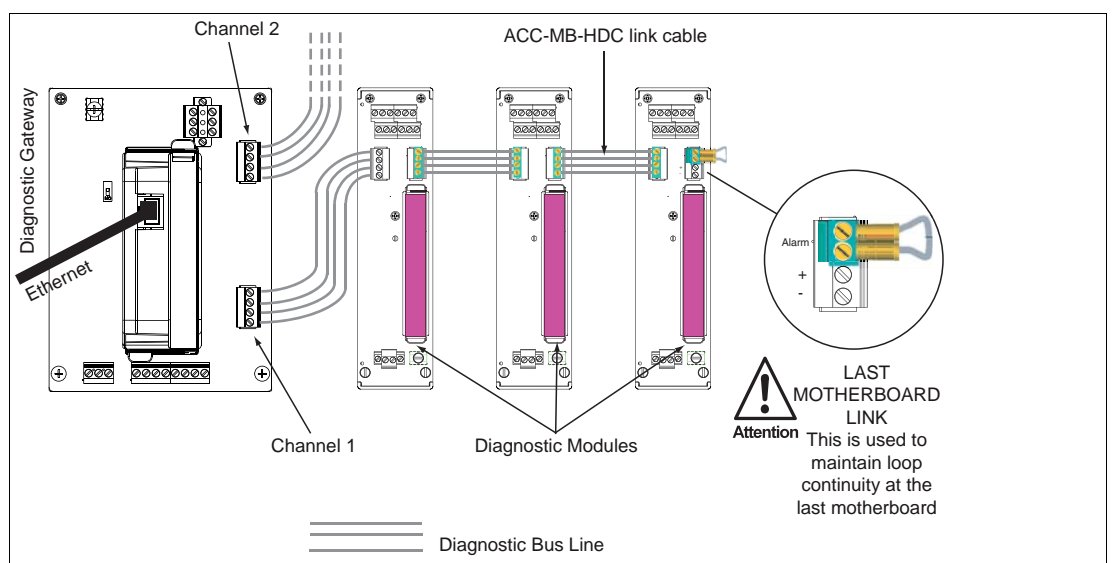 Channel 2
ACC-MB-HDC link cable
Diagnostic Gateway
Ethernet
Alarm
+
-
Channel 1
Diagnostic Modules
Attention
LAST
MOTHERBOARD
LINK
This is used to
maintain loop
continuity at the
last motherboard
Diagnostic Bus Line